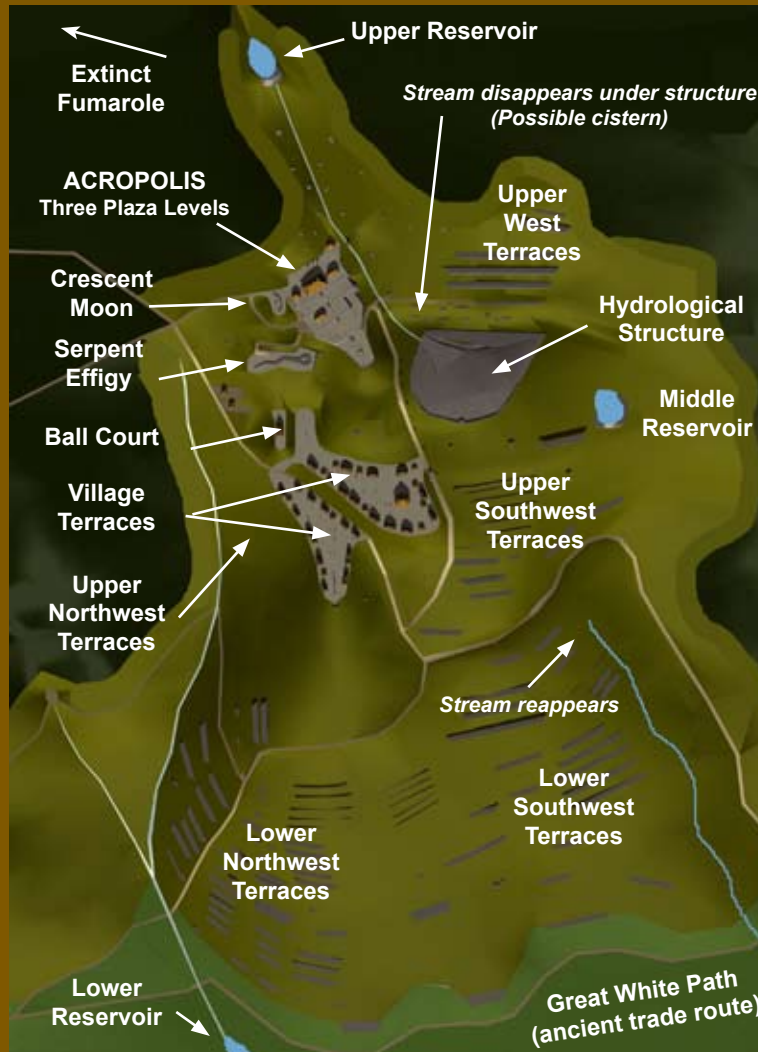 Upper Reservoir
Extinct
Fumarole
Stream disappears under structure
(Possible cistern)
ACROPOLIS
Three Plaza Levels
Upper
West
Terraces
Crescent
Moon
Hydrological
Structure
Serpent
Effigy
Middle
Reservoir
Ball Court
Village
Terraces
Upper
Southwest
Terraces
Upper
Northwest
Terraces
Stream reappears
Lower
Southwest
Terraces
Lower
Northwest
Terraces
Lower
Reservoir
Great White Path
(ancient trade route)